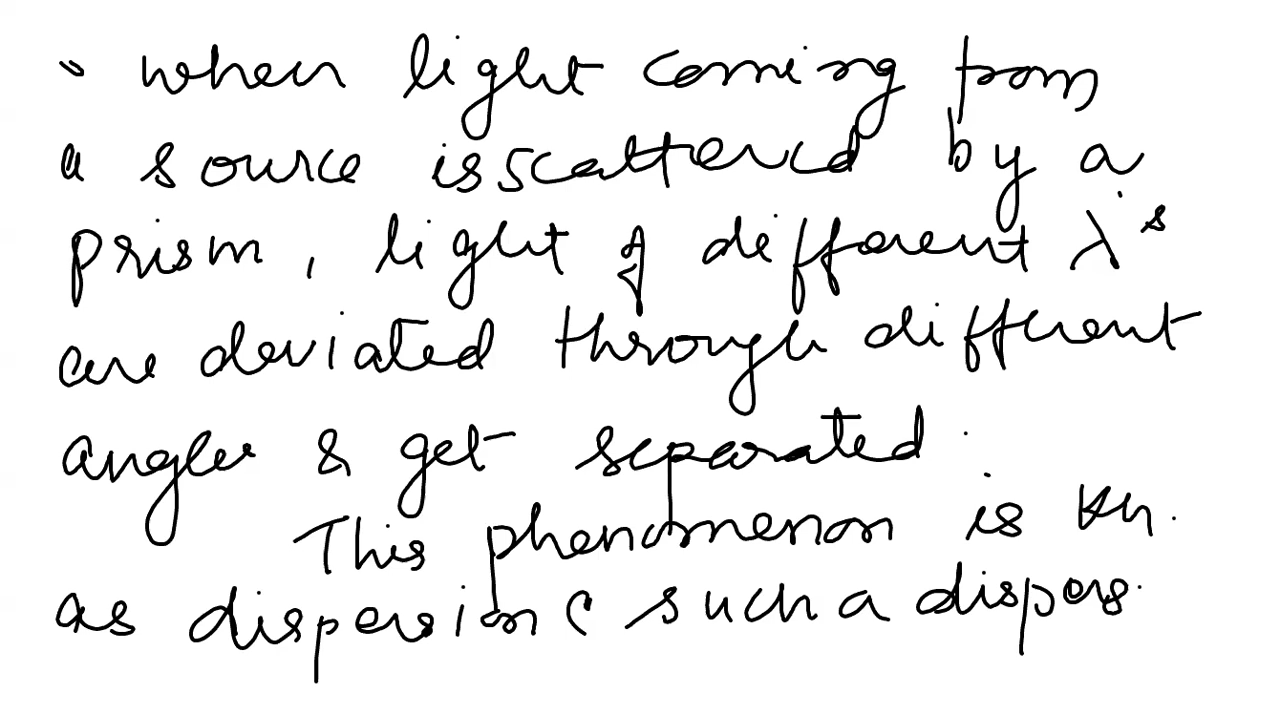 when light coming from
a source is scattered by a
prism, light of different λ's
are deviated through different
angles & get separated.
This phenomenon is kn.
as dispersion ( such a dispers.